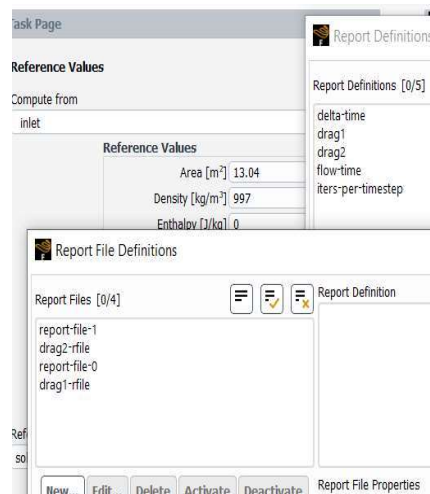 Task Page
Reference Values
Compute from
inlet
Reference Values
Area [m²] 13.04
Density [kg/m³] 997
Enthalpy [J/kg] 0
Report Definitions
Report Definitions [0/5]
delta-time
drag1
drag2
flow-time
iters-per-timestep
Report File Definitions
Report Files [0/4]
report-file-1
drag2-rfile
report-file-0
drag1-rfile
New... Edit... Delete Activate Deactivate
Report Definition
Report File Properties